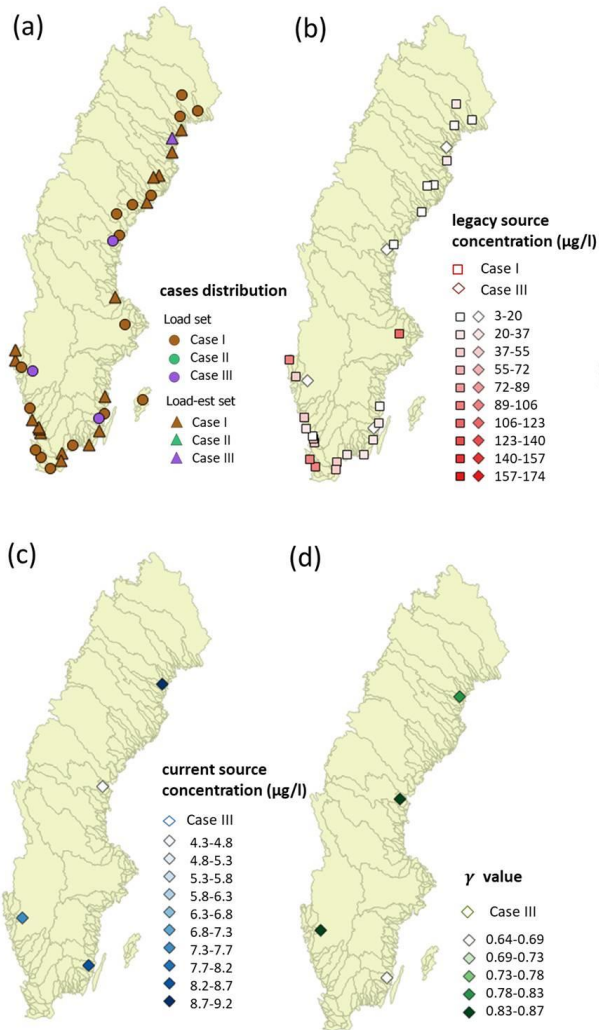 (a)
cases distribution
Load set
Case I
Case II
Case III
Load-est set
Case I
Case II
Case III
(b)
legacy source
concentration (µg/l)
Case I
Case III
3-20
20-37
37-55
55-72
72-89
89-106
106-123
123-140
140-157
157-174
(c)
current source
concentration (µg/l)
Case III
4.3-4.8
4.8-5.3
5.3-5.8
5.8-6.3
6.3-6.8
6.8-7.3
7.3-7.7
7.7-8.2
8.2-8.7
8.7-9.2
(d)
γ value
Case III
0.64-0.69
0.69-0.73
0.73-0.78
0.78-0.83
0.83-0.87